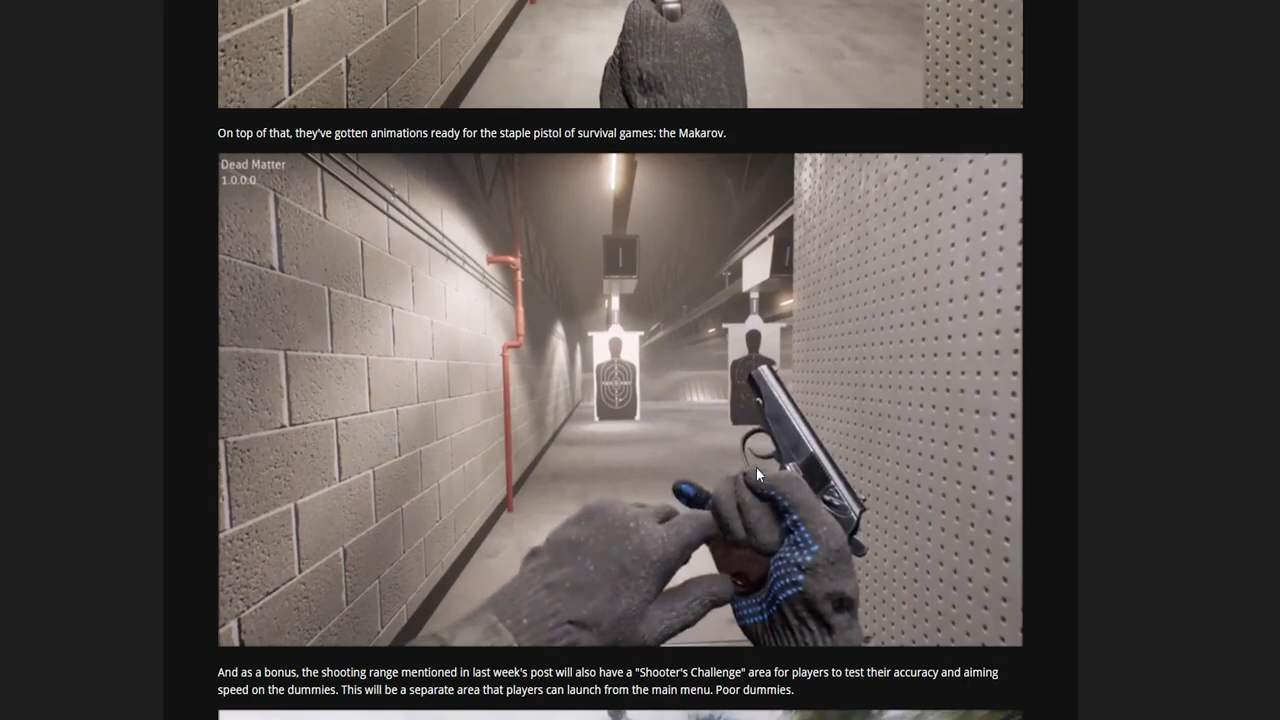 On top of that, they've gotten animations ready for the staple pistol of survival games: the Makarov.
Dead Matter
1.0.0.0
And as a bonus, the shooting range mentioned in last week's post will also have a "Shooter's Challenge" area for players to test their accuracy and aiming
speed on the dummies. This will be a separate area that players can launch from the main menu. Poor dummies.